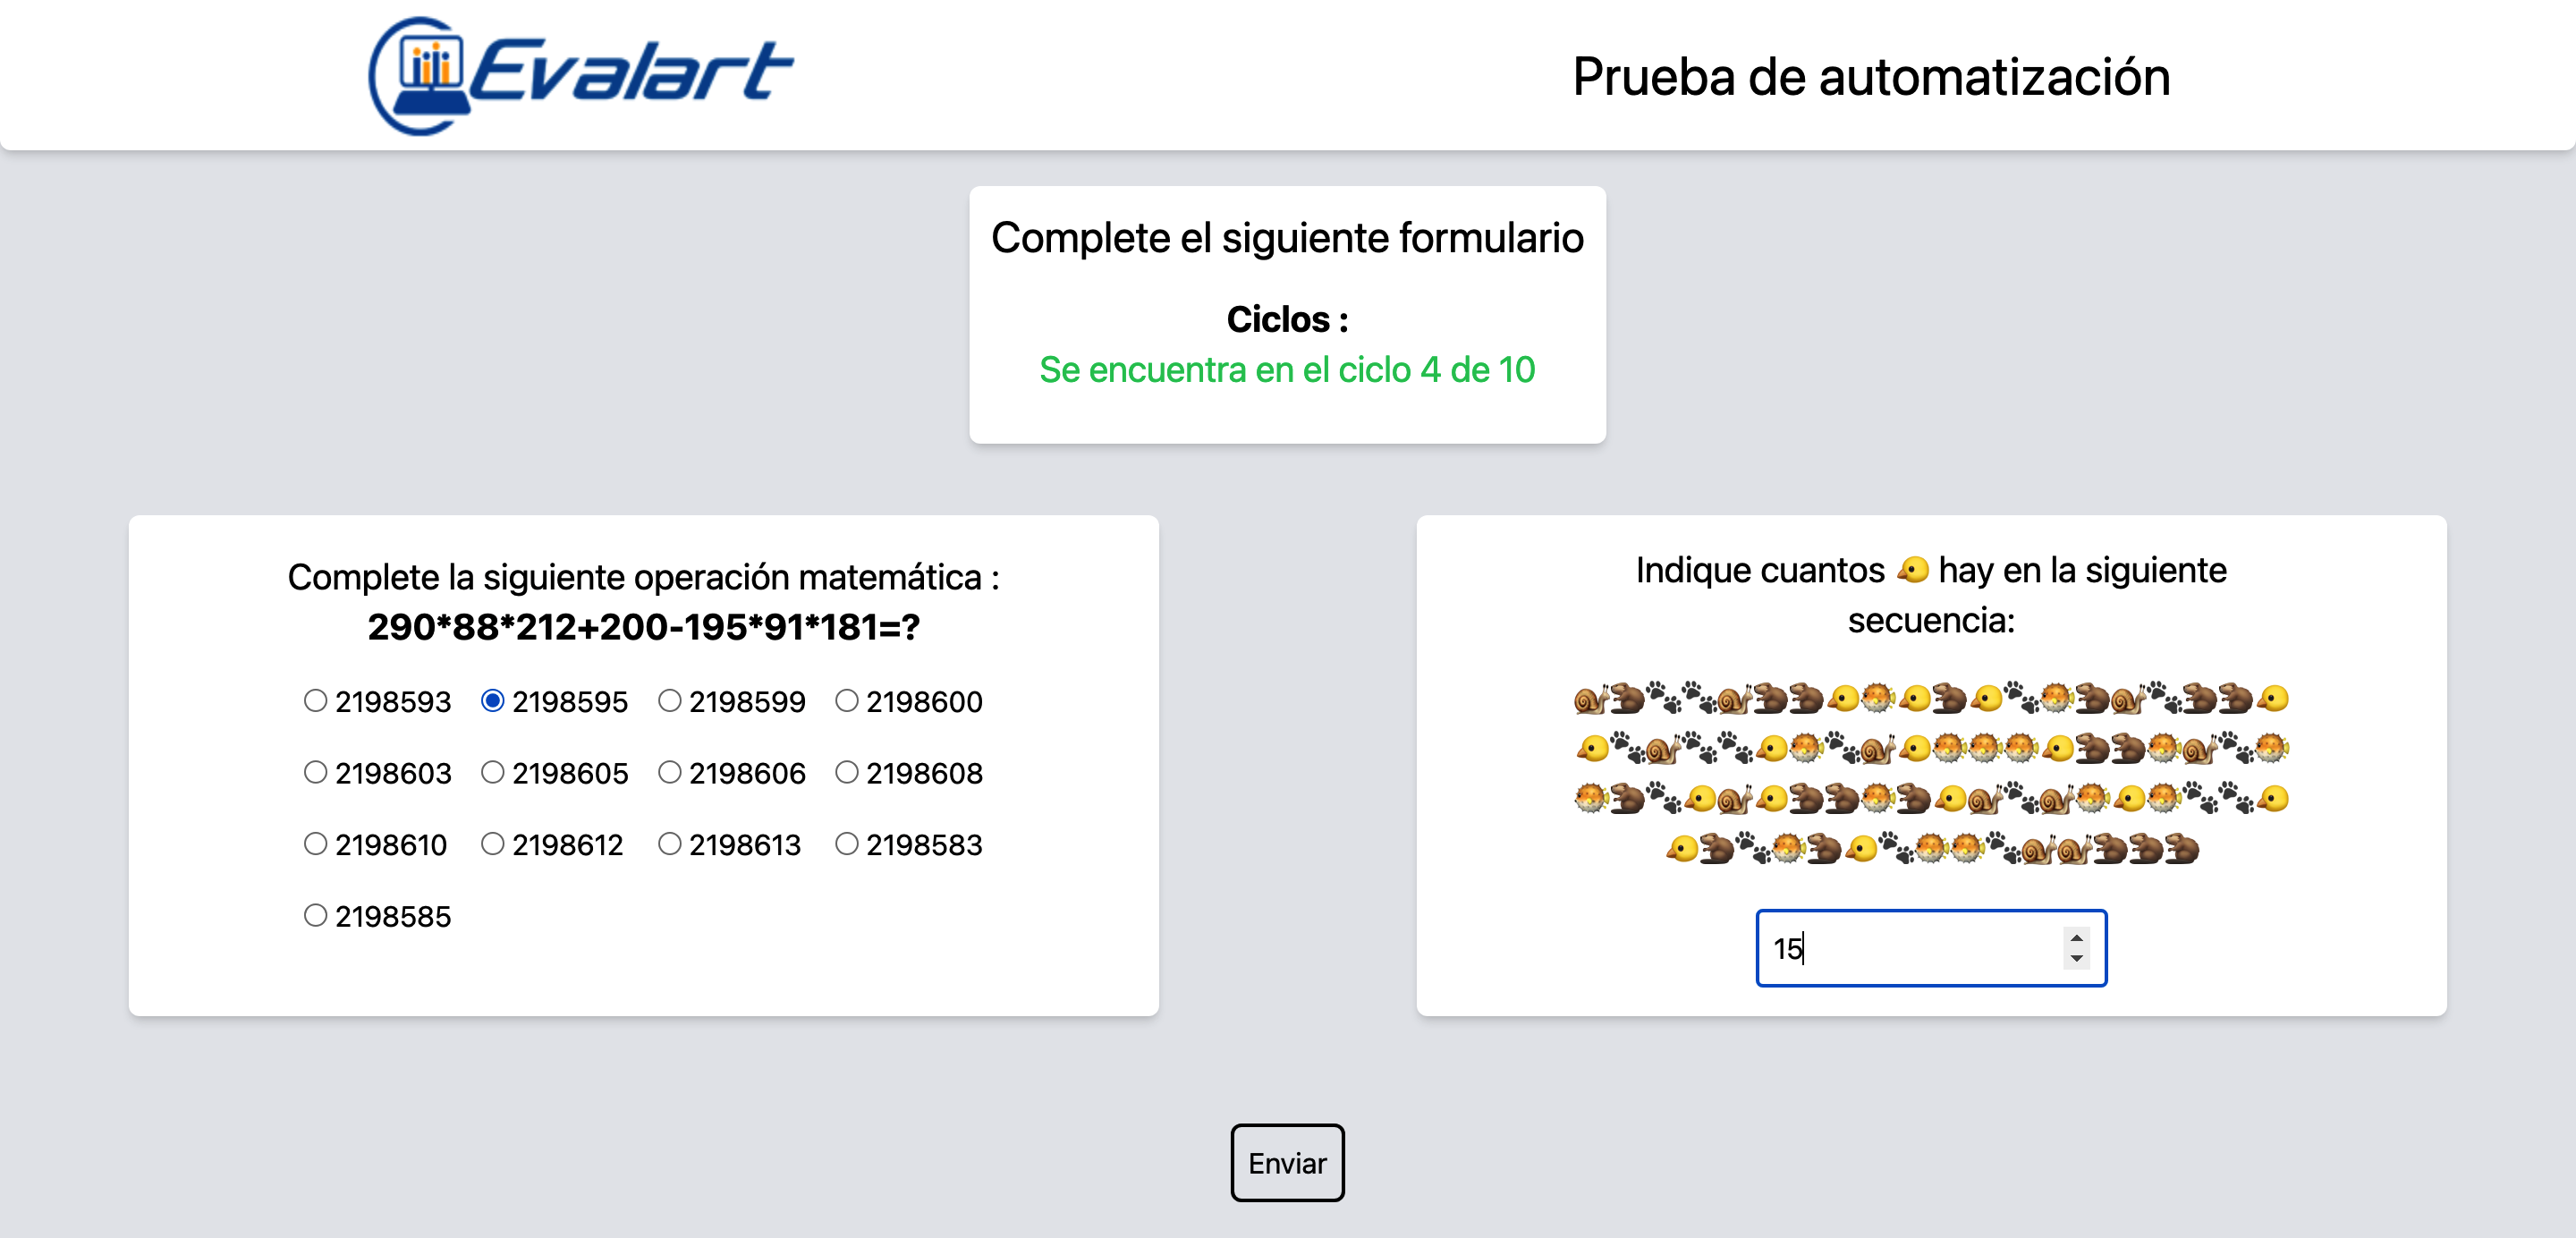 Evalart
Prueba de automatización
Complete el siguiente formulario
Ciclos :
Se encuentra en el ciclo 4 de 10
Complete la siguiente operación matemática :
290*88*212+200-195*91*181=?
2198593 2198595 2198599 2198600
2198603 2198605 2198606 2198608
2198610 2198612 2198613 2198583
2198585
Indique cuantos 🐤 hay en la siguiente
secuencia:
🐌🦫🐾🐾🐌🦫🦫🐤🐡🐤🦫🐤🐾🐡🦫🐌🐾🦫🦫🐤
🐤🐾🐌🐾🐾🐤🐡🐾🐌🐤🐡🐡🐡🐤🦫🦫🐡🐌🐾🐡
🐡🦫🐾🐤🐌🐤🦫🦫🐡🦫🐤🐌🐾🐌🐡🐤🐡🐾🐾🐤
🐤🦫🐾🐡🦫🐤🐾🐡🐡🐾🐌🐌🦫🦫🦫
15
Enviar